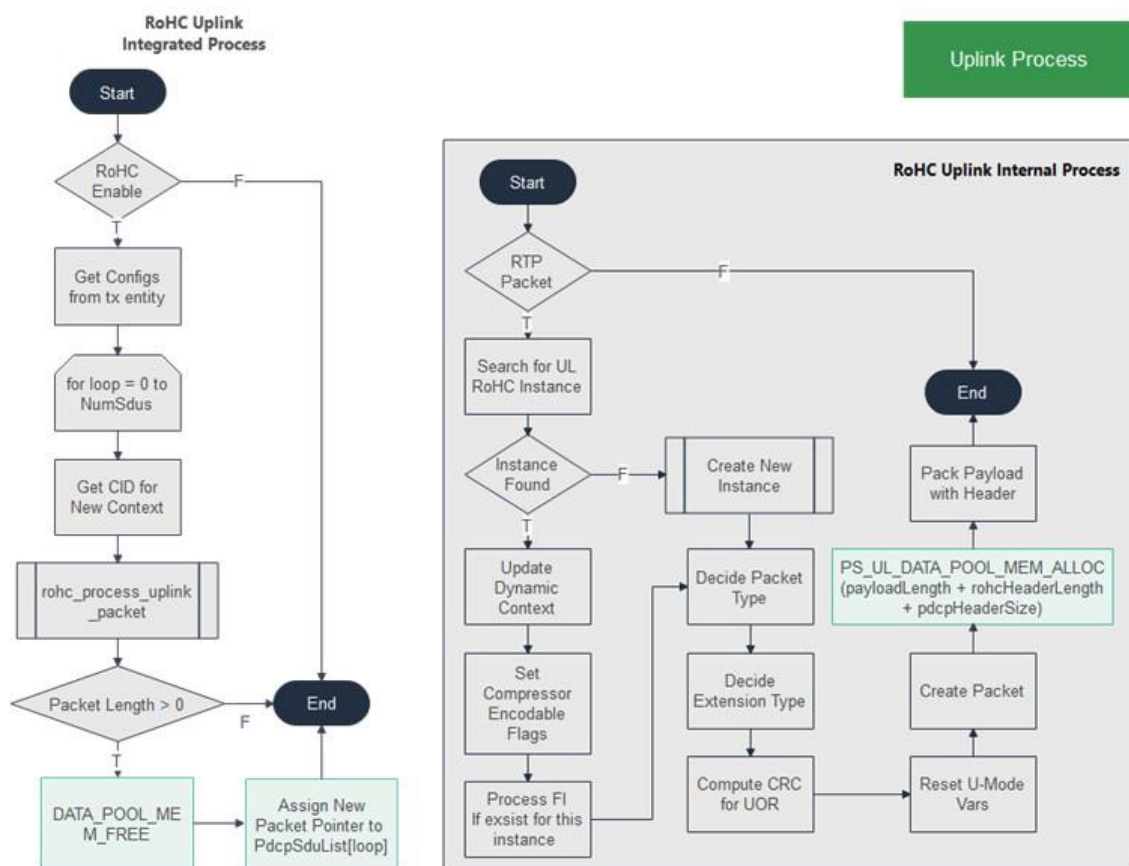 RoHC Uplink
Integrated Process
Start
RoHC
Enable
F
T
Get Configs
from tx entity
for loop = 0 to
NumSdus
Get CID for
New Context
rohc_process_uplink
_packet
Packet Length > 0
F
T
End
DATA_POOL_ME
M_FREE
Assign New
Packet Pointer to
PdcpSduList[loop]
Uplink Process
RoHC Uplink Internal Process
Start
RTP
Packet
F
T
Search for UL
RoHC Instance
Instance
Found
F
T
Create New
Instance
Update
Dynamic
Context
Set
Compressor
Encodable
Flags
Process FI
If exsist for this
instance
Decide Packet
Type
Decide
Extension Type
Compute CRC
for UOR
Reset U-Mode
Vars
Create Packet
PS_UL_DATA_POOL_MEM_ALLOC
(payloadLength + rohcHeaderLength
+ pdcpHeaderSize)
Pack Payload
with Header
End